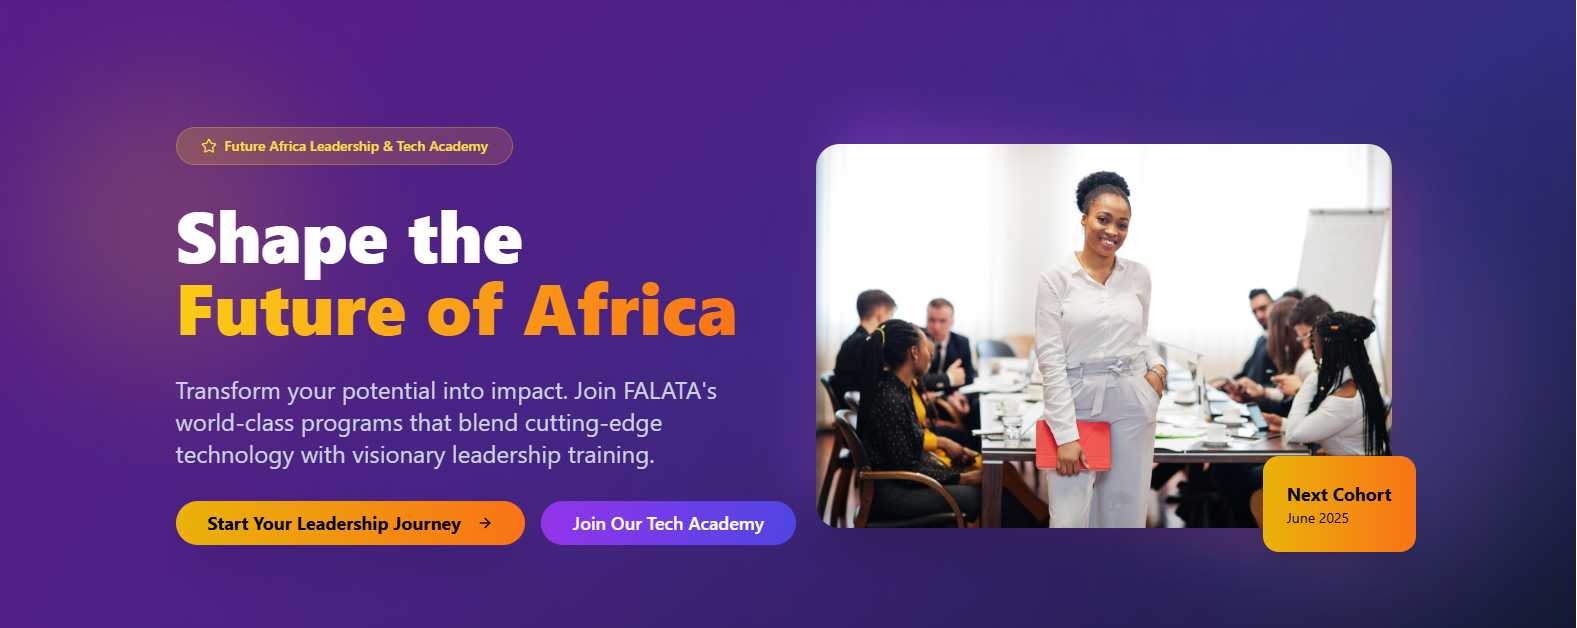 Future Africa Leadership & Tech Academy
Shape the
Future of Africa
Transform your potential into impact. Join FALATA's
world-class programs that blend cutting-edge
technology with visionary leadership training.
Start Your Leadership Journey →
Join Our Tech Academy
Next Cohort
June 2025